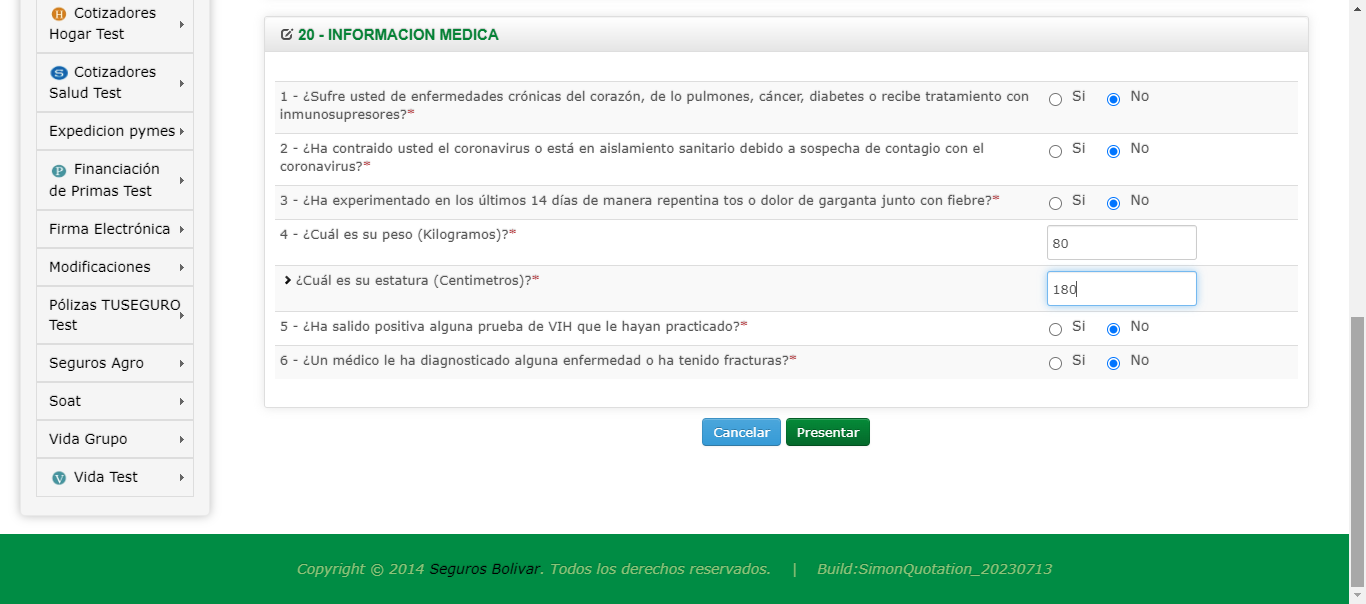 Cotizadores
Hogar Test
Cotizadores
Salud Test
Expedicion pymes
Financiación
de Primas Test
Firma Electrónica
Modificaciones
Pólizas TUSEGURO
Test
Seguros Agro
Soat
Vida Grupo
Vida Test
20 - INFORMACION MEDICA
1 - ¿Sufre usted de enfermedades crónicas del corazón, de lo pulmones, cáncer, diabetes o recibe tratamiento con
inmunosupresores?*
Si No
2 - ¿Ha contraido usted el coronavirus o está en aislamiento sanitario debido a sospecha de contagio con el
coronavirus?*
Si No
3 - ¿Ha experimentado en los últimos 14 días de manera repentina tos o dolor de garganta junto con fiebre?*
Si No
4 - ¿Cuál es su peso (Kilogramos)?*
80
¿Cuál es su estatura (Centimetros)?*
180
5 - ¿Ha salido positiva alguna prueba de VIH que le hayan practicado?*
Si No
6 - ¿Un médico le ha diagnosticado alguna enfermedad o ha tenido fracturas?*
Si No
Cancelar Presentar
Copyright © 2014 Seguros Bolivar. Todos los derechos reservados. | Build:SimonQuotation_20230713